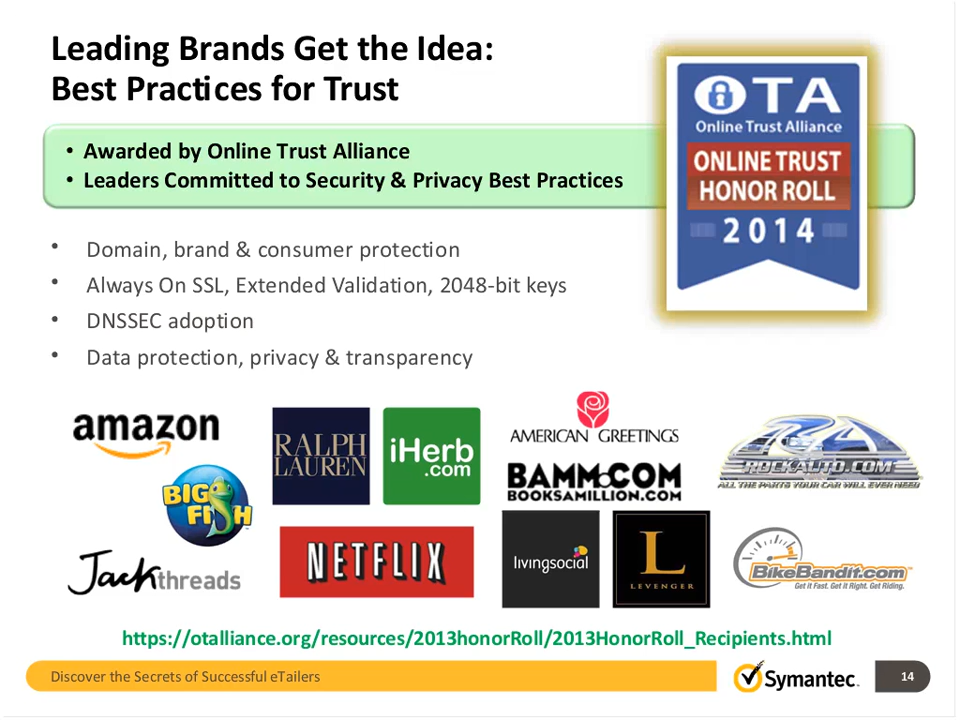 Leading Brands Get the Idea:
Best Practices for Trust
• Awarded by Online Trust Alliance
• Leaders Committed to Security & Privacy Best Practices
OTA
Online Trust Alliance
ONLINE TRUST
HONOR ROLL
2014
• Domain, brand & consumer protection
• Always On SSL, Extended Validation, 2048-bit keys
• DNSSEC adoption
• Data protection, privacy & transparency
amazon
RALPH
LAUREN
iHerb
.com
AMERICAN GREETINGS
BAMM.COM
BOOKSAMILLION.COM
ROCKAUTO.COM
ALL THE PARTS YOUR CAR WILL EVER NEED
BIG
FISH
Jackthreads
NETFLIX
livingsocial
L
LEVENGER
BikeBandit.com
Get it Fast. Get it Right. Get Riding.
https://otalliance.org/resources/2013honorRoll/2013HonorRoll_Recipients.html
Discover the Secrets of Successful eTailers
Symantec.
14